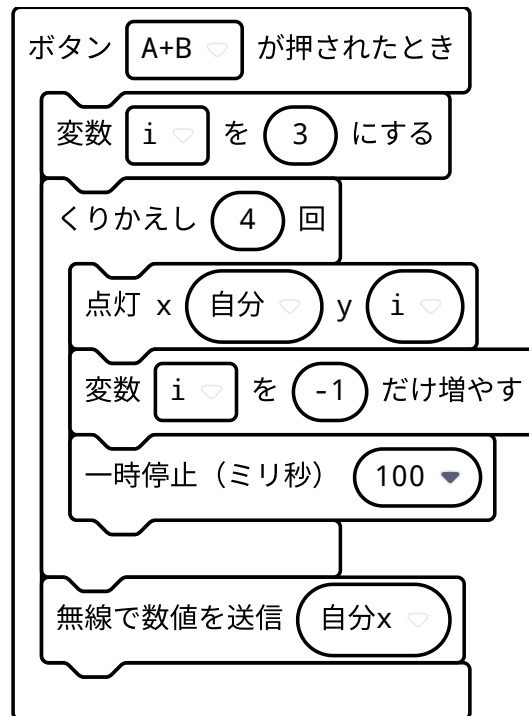 ボタン A+B が押されたとき
変数 i を 3 にする
くりかえし 4 回
点灯 x 自分 y i
変数 i を -1 だけ増やす
一時停止（ミリ秒） 100
無線で数値を送信 自分x